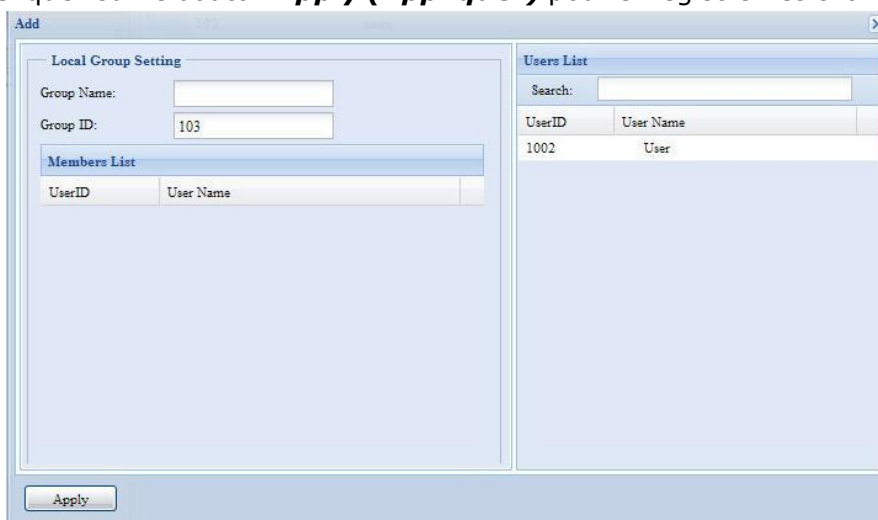 Add
Local Group Setting
Group Name:
Group ID: 103
Members List
UserID User Name
Users List
Search:
UserID User Name
1002 User
Apply